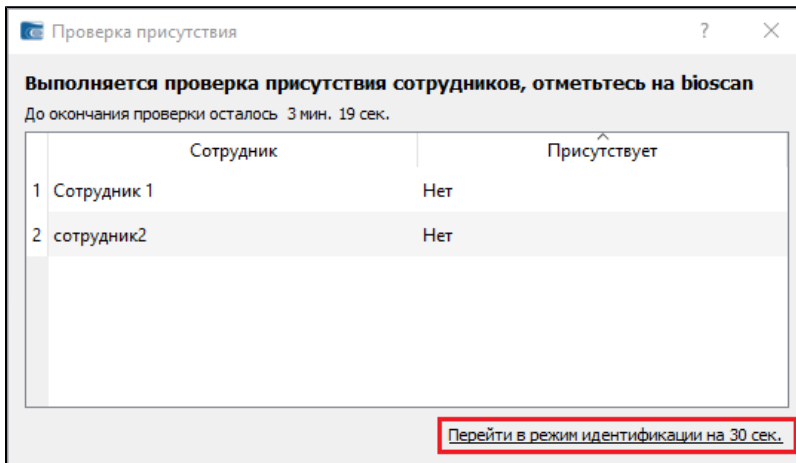 Проверка присутствия ?
Выполняется проверка присутствия сотрудников, отметьтесь на bioscan
До окончания проверки осталось 3 мин. 19 сек.
Сотрудник Присутствует
1 Сотрудник 1 Нет
2 сотрудник2 Нет
Перейти в режим идентификации на 30 сек.